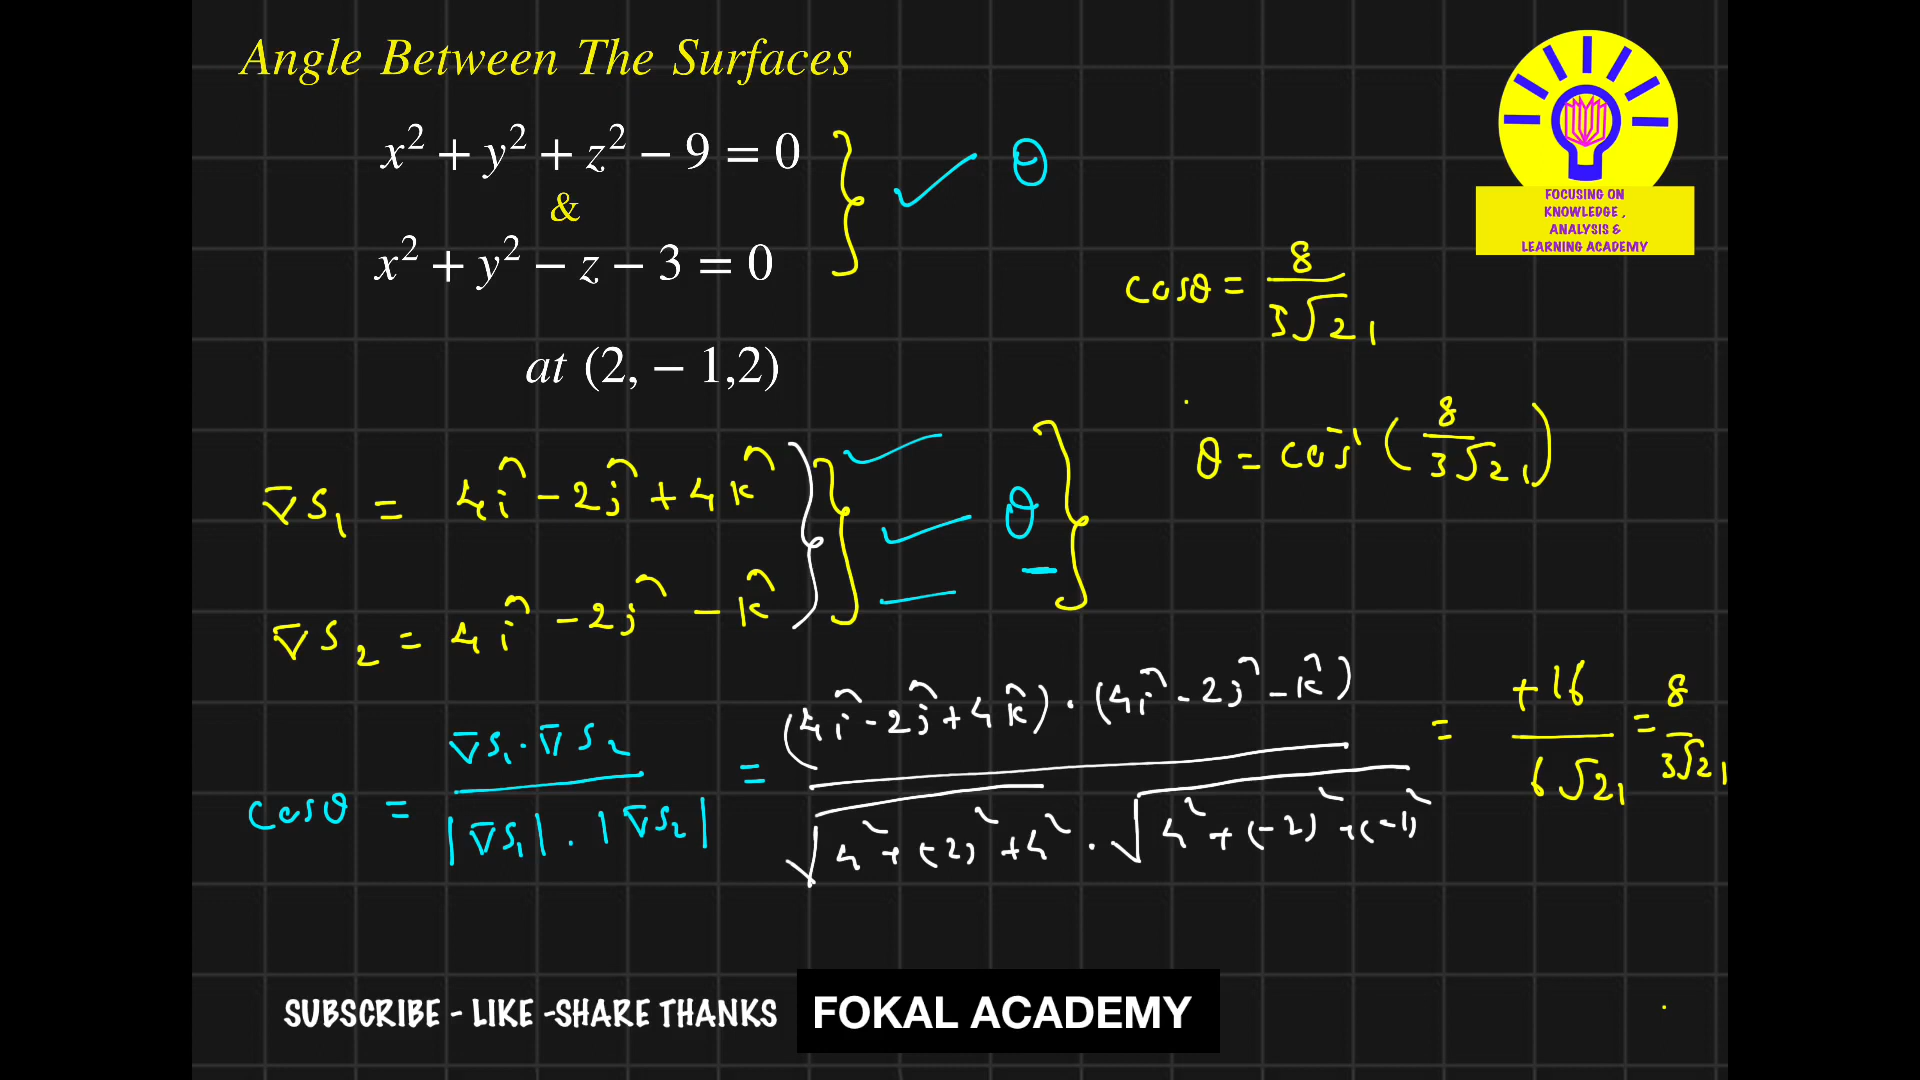 Angle Between The Surfaces
x² + y² + z² − 9 = 0
&
x² + y² − z − 3 = 0
at (2, − 1,2)
θ
FOCUSING ON
KNOWLEDGE ,
ANALYSIS &
LEARNING ACADEMY
cosθ = 8/3√21
θ = cos⁻¹ (8/3√21)
∇S₁ = 4î − 2ĵ + 4k̂
∇S₂ = 4î − 2ĵ − k̂
θ
cosθ = ∇S₁ · ∇S₂ / |∇S₁| · |∇S₂| = (4î − 2ĵ + 4k̂) · (4î − 2ĵ − k̂) / √4² + (−2)² + 4² · √4² + (−2)² + (−1)² = +16/6√21 = 8/3√21
SUBSCRIBE - LIKE -SHARE THANKS
FOKAL ACADEMY